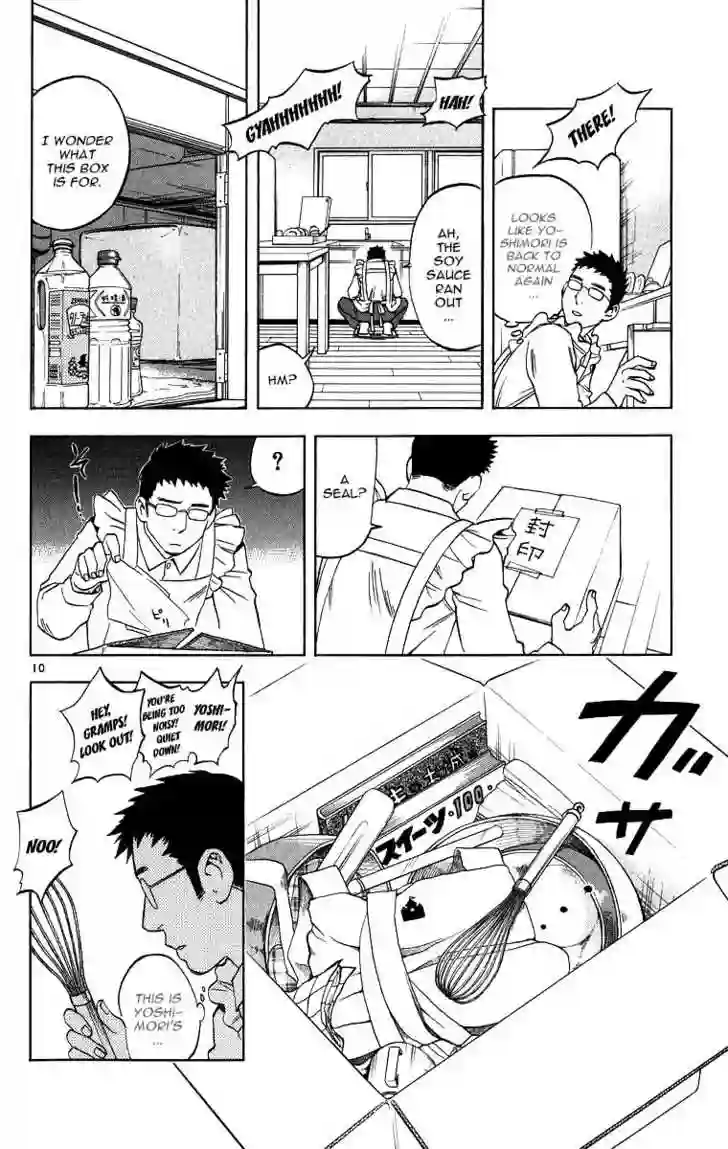 THERE!
LOOKS
LIKE YO-
SHIMORI IS
BACK TO
NORMAL
AGAIN
...
HAH!
GYAHHHHHHH!
AH,
THE
SOY
SAUCE
RAN
OUT
...
HM?
I WONDER
WHAT
THIS BOX
IS FOR.
A
SEAL?
封
印
?
10
ガサ
スイーツ・100・
YOSHI-
MORI!
YOU'RE
BEING TOO
NOISY!
QUIET
DOWN!
HEY,
GRAMPS!
LOOK OUT!
NOO!
THIS IS
YOSHI-
MORI'S
...